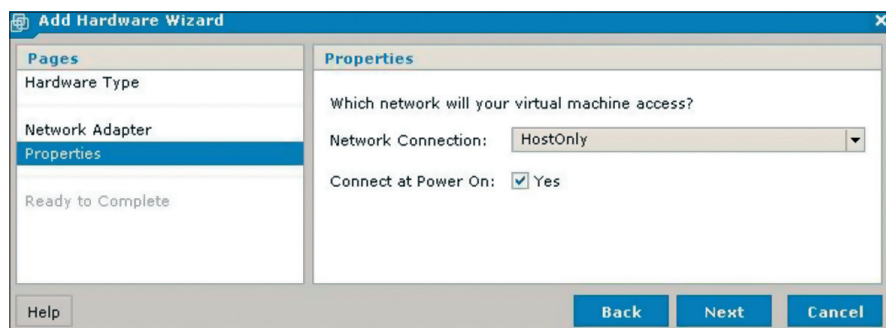 Add Hardware Wizard
Pages
Hardware Type
Network Adapter
Properties
Ready to Complete
Properties
Which network will your virtual machine access?
Network Connection: HostOnly
Connect at Power On: Yes
Help Back Next Cancel